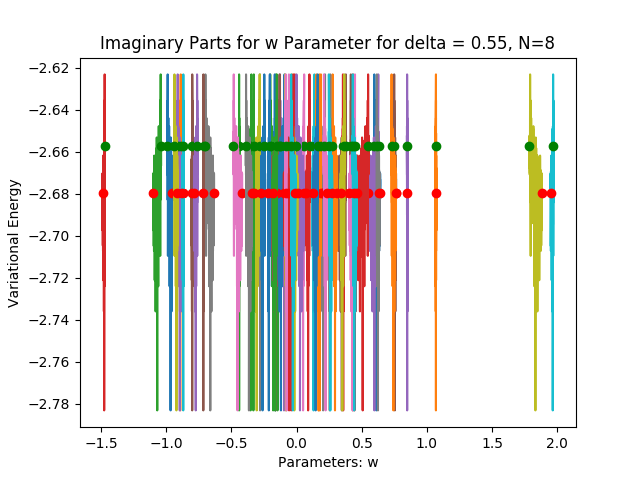 Imaginary Parts for w Parameter for delta = 0.55, N=8
−2.62
−2.64
−2.66
−2.68
−2.70
−2.72
−2.74
−2.76
−2.78
Variational Energy
−1.5 −1.0 −0.5 0.0 0.5 1.0 1.5 2.0
Parameters: w